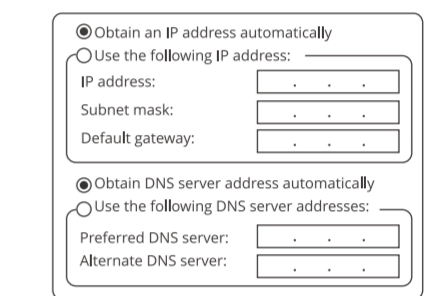 Obtain an IP address automatically
Use the following IP address:
IP address: . . .
Subnet mask: . . .
Default gateway: . . .
Obtain DNS server address automatically
Use the following DNS server addresses:
Preferred DNS server: . . .
Alternate DNS server: . . .